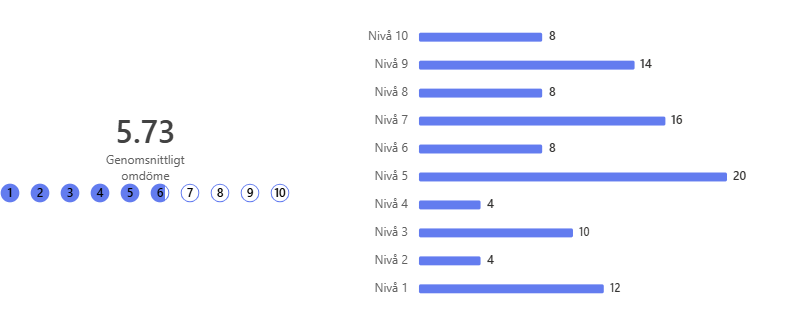 5.73
Genomsnittligt
omdöme
1 2 3 4 5 6 7 8 9 10
Nivå 10 8
Nivå 9 14
Nivå 8 8
Nivå 7 16
Nivå 6 8
Nivå 5 20
Nivå 4 4
Nivå 3 10
Nivå 2 4
Nivå 1 12